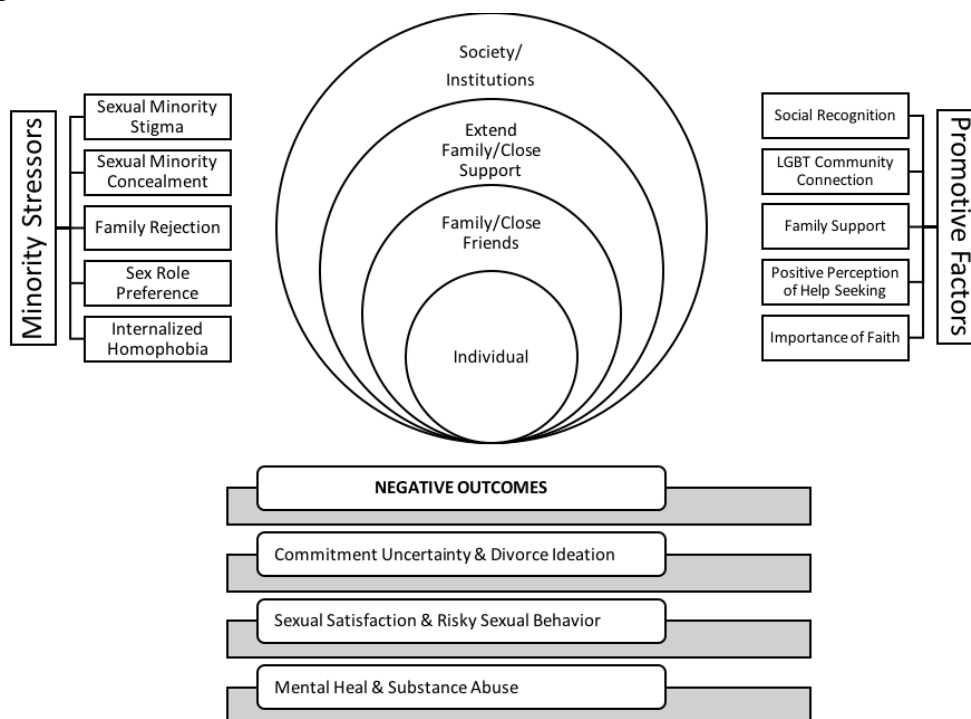 Minority Stressors
Sexual Minority
Stigma
Sexual Minority
Concealment
Family Rejection
Sex Role
Preference
Internalized
Homophobia
Society/
Institutions
Extend
Family/Close
Support
Family/Close
Friends
Individual
Social Recognition
LGBT Community
Connection
Family Support
Positive Perception
of Help Seeking
Importance of Faith
Promotive Factors
NEGATIVE OUTCOMES
Commitment Uncertainty & Divorce Ideation
Sexual Satisfaction & Risky Sexual Behavior
Mental Heal & Substance Abuse